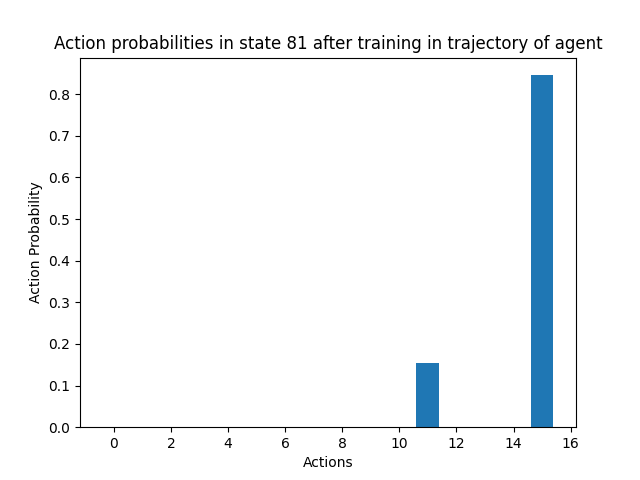 Action probabilities in state 81 after training in trajectory of agent
Action Probability
0.8
0.7
0.6
0.5
0.4
0.3
0.2
0.1
0.0
0 2 4 6 8 10 12 14 16
Actions